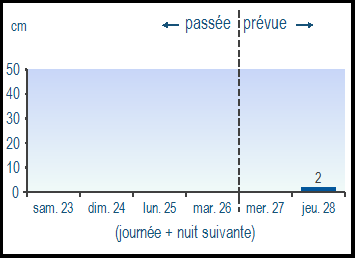 passée prévue
cm
50
40
30
20
10
0
2
sam. 23 dim. 24 lun. 25 mar. 26 mer. 27 jeu. 28
(journée + nuit suivante)